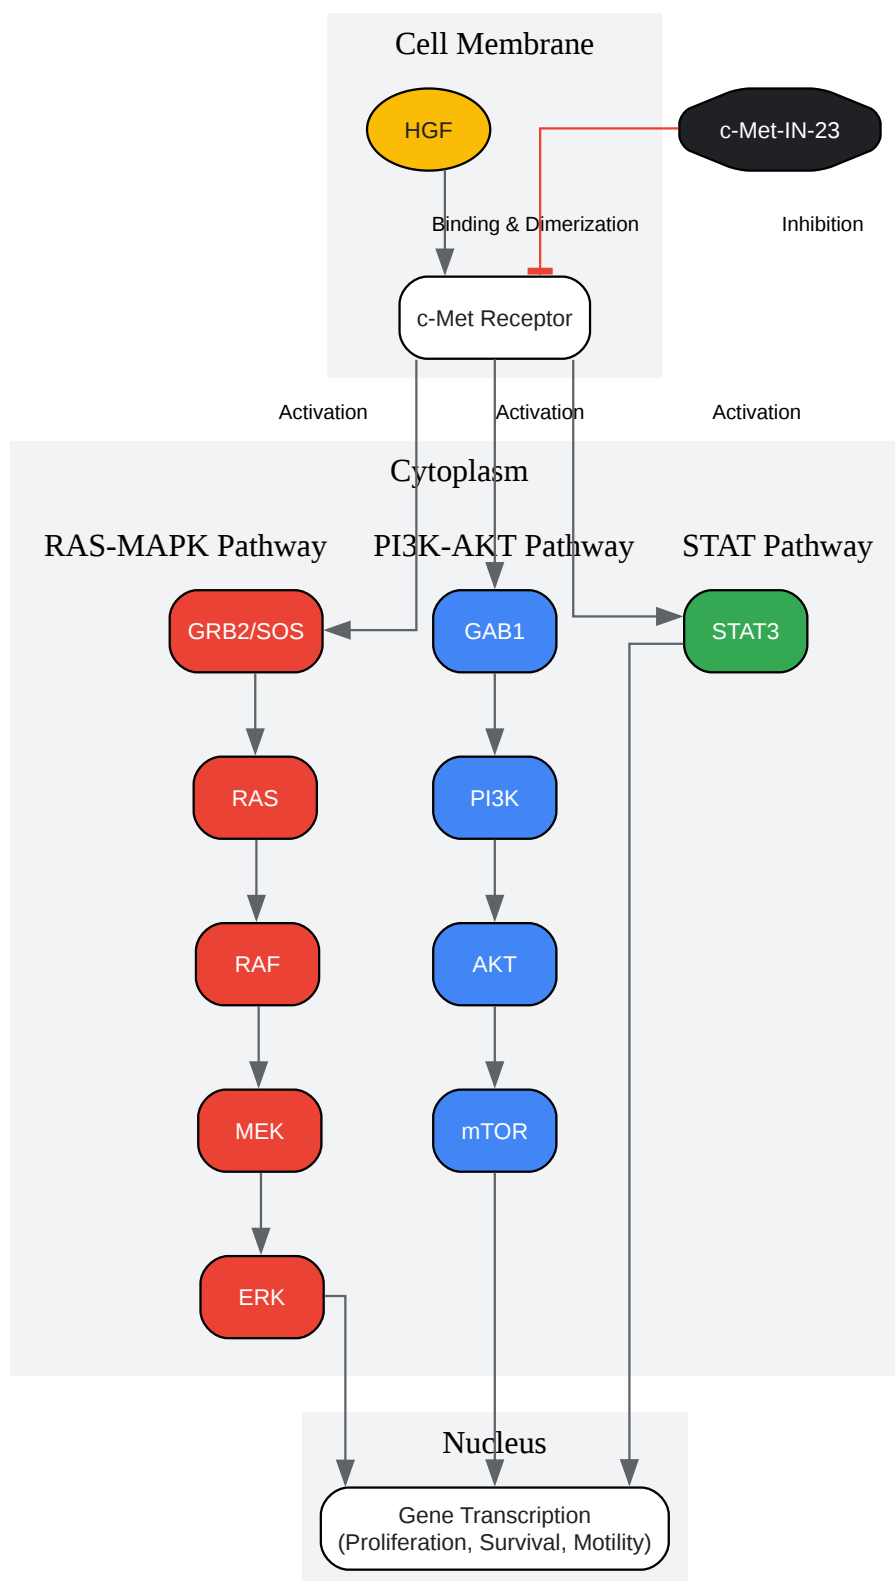 Cell Membrane
HGF
c-Met-IN-23
Binding & Dimerization
Inhibition
c-Met Receptor
Activation
Activation
Activation
Cytoplasm
RAS-MAPK Pathway
PI3K-AKT Pathway
STAT Pathway
GRB2/SOS
GAB1
STAT3
RAS
PI3K
RAF
AKT
MEK
mTOR
ERK
Nucleus
Gene Transcription
(Proliferation, Survival, Motility)